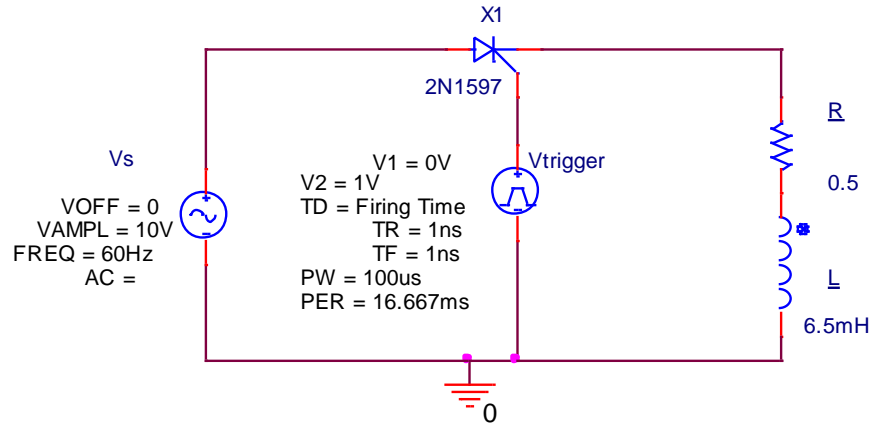 X1
2N1597
R
Vs
V1 = 0V
Vtrigger
V2 = 1V
0.5
VOFF = 0
TD = Firing Time
VAMPL = 10V
TR = 1ns
FREQ = 60Hz
TF = 1ns
AC =
PW = 100us
L
PER = 16.667ms
6.5mH
0